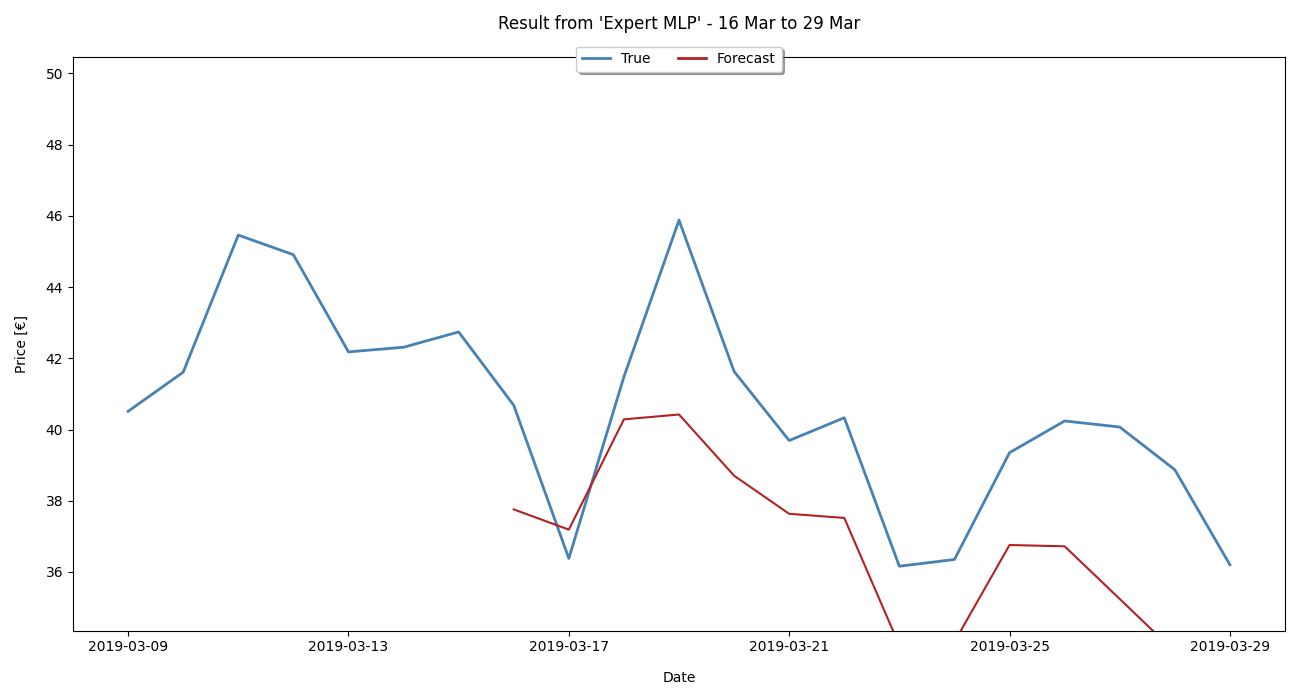 Result from 'Expert MLP' - 16 Mar to 29 Mar
True Forecast
50
48
46
44
42
40
38
36
Price [€]
2019-03-09 2019-03-13 2019-03-17 2019-03-21 2019-03-25 2019-03-29
Date